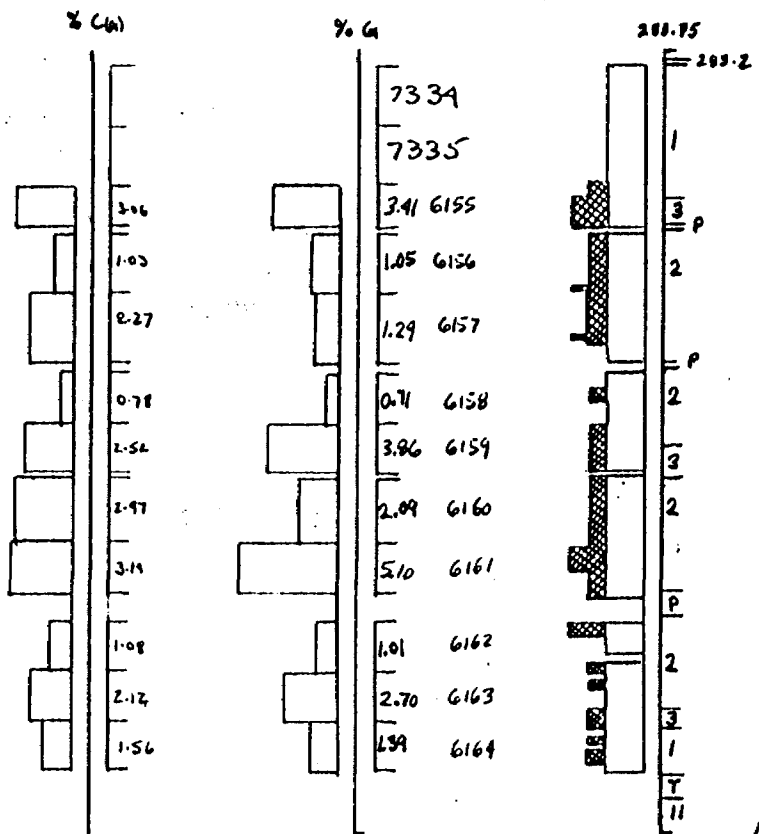 % C(a) % G 283.75
283.2
7334
1
7335
3.06 3.41 6155 3
P
1.03 1.05 6156 2
2.27 1.29 6157
P
0.78 0.71 6158 2
2.52 3.86 6159 3
2.97 2.09 6160 2
3.19 5.10 6161
P
1.08 1.01 6162
2
2.12 2.70 6163
3
1.56 1.39 6164 1
T
11